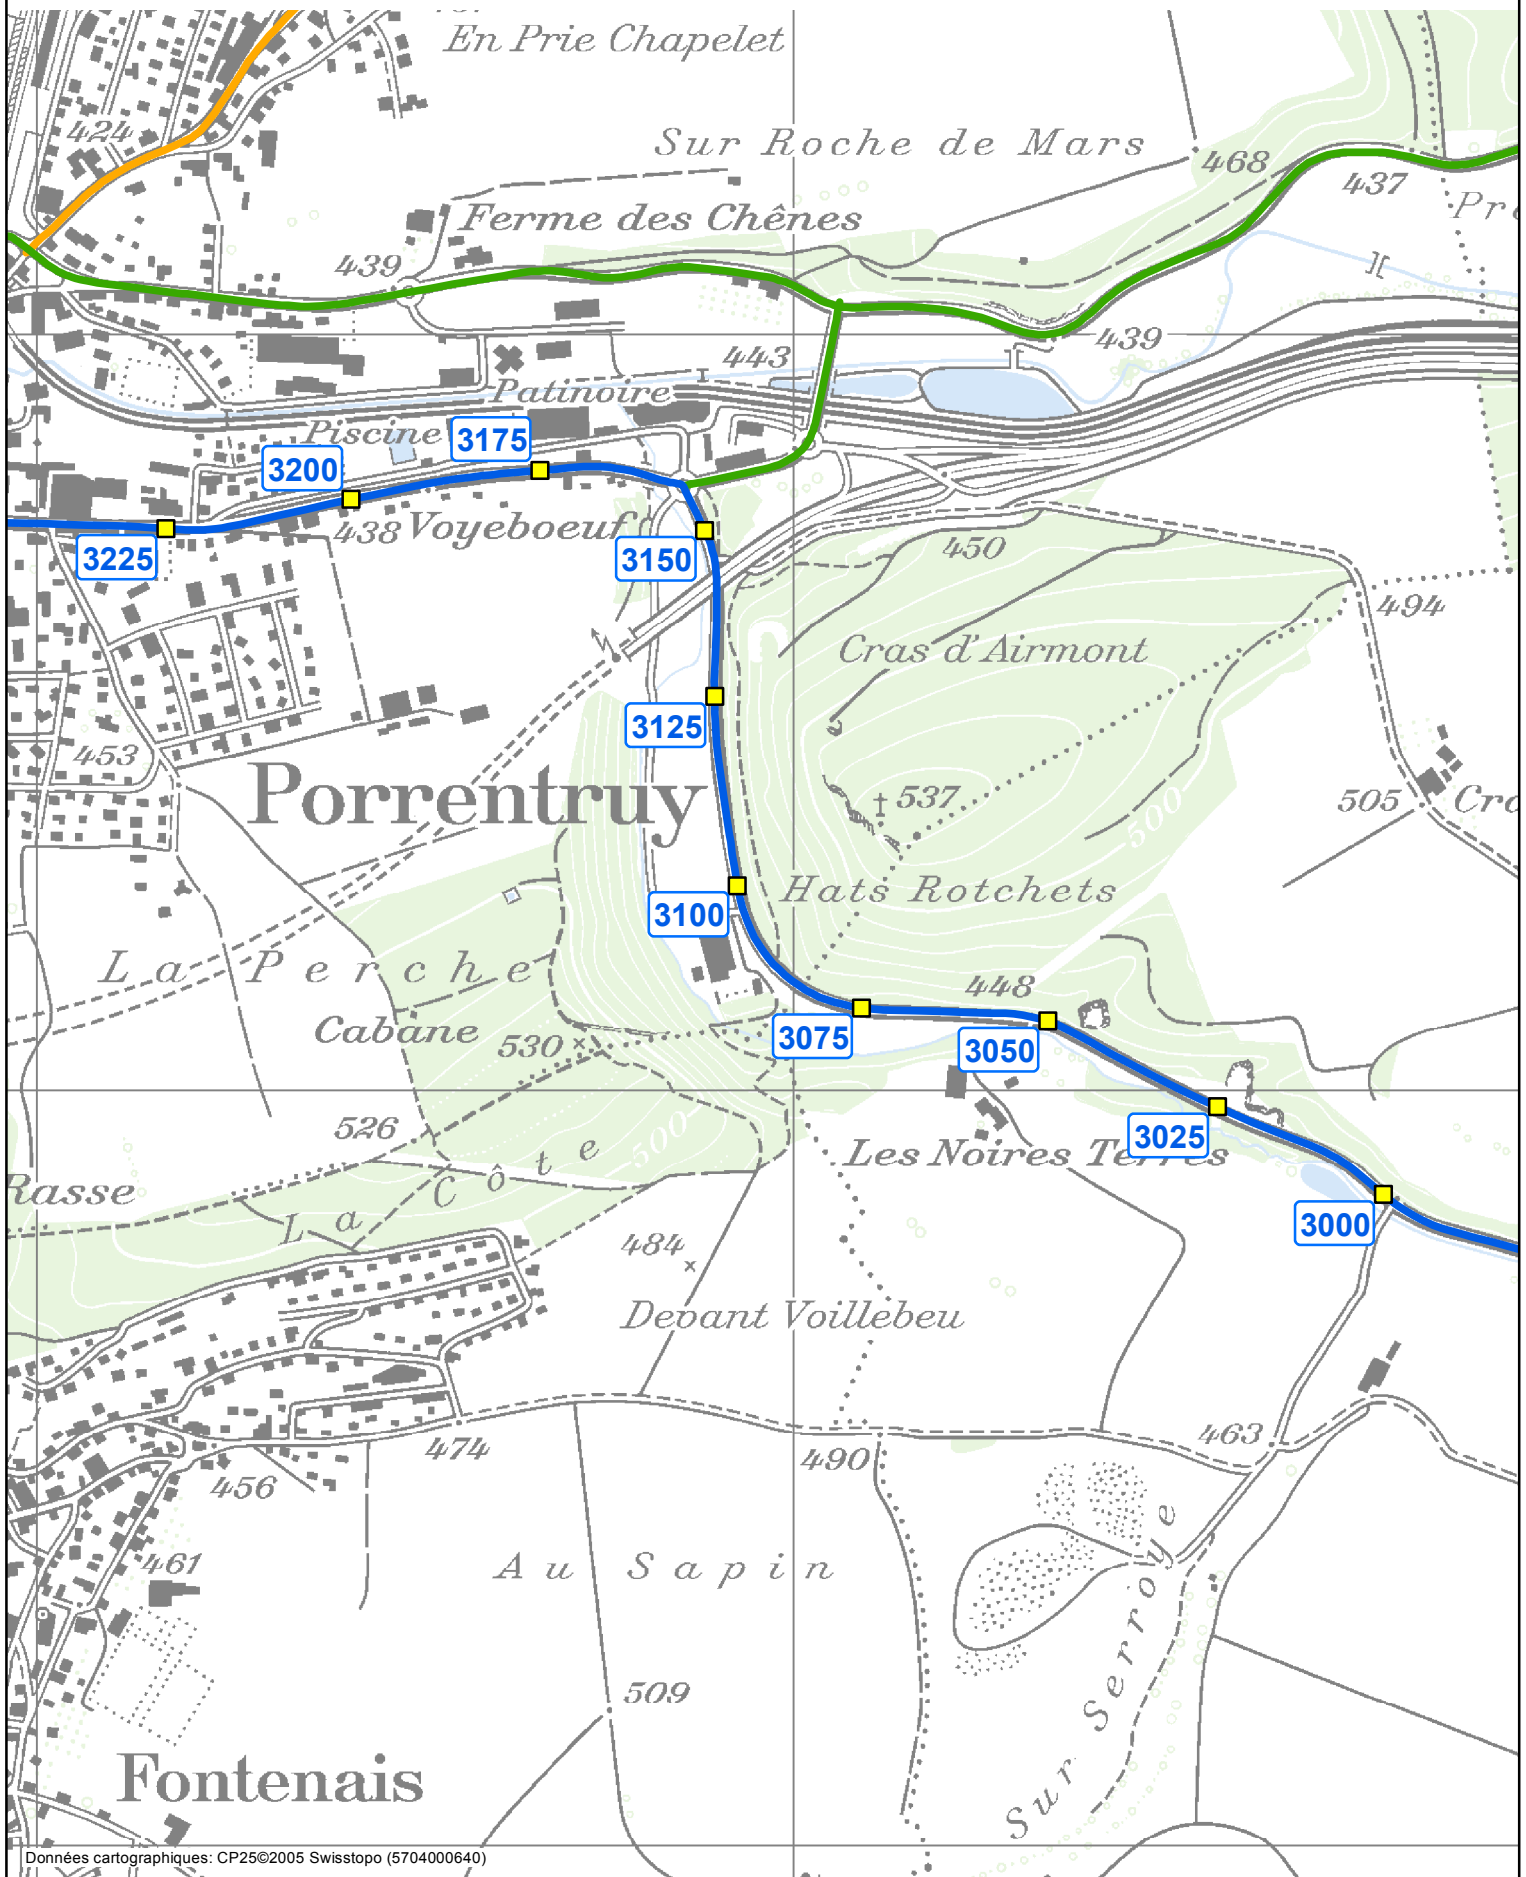 En Prie Chapelet
424
Sur Roche de Mars
468
437
Pr
Ferme des Chênes
439
439
443
Patinoire
Piscine
3175
3200
438 Voyeboeuf
3225
3150
450
494
Cras d'Airmont
3125
453
Porrentruy
537
505
Cra
500
3100
Hats Rotchets
La Perche
448
Cabane
530
3075
3050
526
500
3025
Les Noires Terres
Rasse
La Côte
3000
484
Devant Voillebeu
474
490
463
456
461
Au Sapin
Sur Serroye
509
Fontenais
Données cartographiques: CP25©2005 Swisstopo (5704000640)